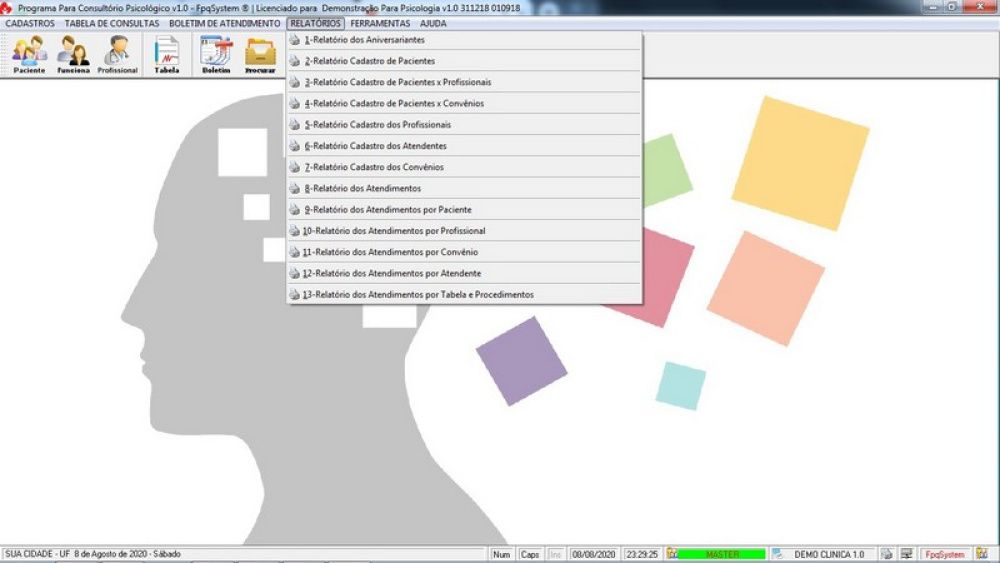 Programa Para Consultório Psicológico v1.0 - FpqSystem ® | Licenciado para Demonstração Para Psicologia v1.0 311218 010918
CADASTROS TABELA DE CONSULTAS BOLETIM DE ATENDIMENTO RELATÓRIOS FERRAMENTAS AJUDA
Paciente Funciona Profissional Tabela Boletim Procurar
1-Relatório dos Aniversariantes
2-Relatório Cadastro de Pacientes
3-Relatório Cadastro de Pacientes x Profissionais
4-Relatório Cadastro de Pacientes x Convênios
5-Relatório Cadastro dos Profissionais
6-Relatório Cadastro dos Atendentes
7-Relatório Cadastro dos Convênios
8-Relatório dos Atendimentos
9-Relatório dos Atendimentos por Paciente
10-Relatório dos Atendimentos por Profissional
11-Relatório dos Atendimentos por Convênio
12-Relatório dos Atendimentos por Atendente
13-Relatório dos Atendimentos por Tabela e Procedimentos
SUA CIDADE - UF 8 de Agosto de 2020 - Sábado Num Caps Ins 08/08/2020 23:29:25 MASTER DEMO CLINICA 1.0 FpqSystem